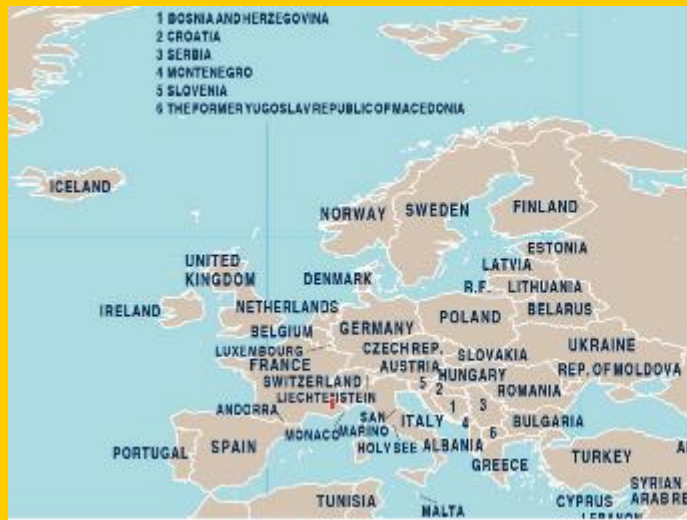 1 BOSNIA AND HERZEGOVINA
2 CROATIA
3 SERBIA
4 MONTENEGRO
5 SLOVENIA
6 THE FORMER YUGOSLAV REPUBLIC OF MACEDONIA
ICELAND
NORWAY SWEDEN FINLAND
ESTONIA
UNITED
KINGDOM
LATVIA
DENMARK
R.F. LITHUANIA
IRELAND
NETHERLANDS
BELARUS
POLAND
BELGIUM
GERMANY
UKRAINE
LUXEMBOURG
CZECH REP.
SLOVAKIA
FRANCE
AUSTRIA
REP. OF MOLDOVA
HUNGARY
SWITZERLAND
5
2
LIECHTENSTEIN
ROMANIA
ANDORRA
1
3
SAN
MARINO
ITALY
4
BULGARIA
MONACO
6
PORTUGAL
SPAIN
HOLY SEE
ALBANIA
TURKEY
GREECE
SYRIAN
ARAB RE
TUNISIA
CYPRUS
MALTA